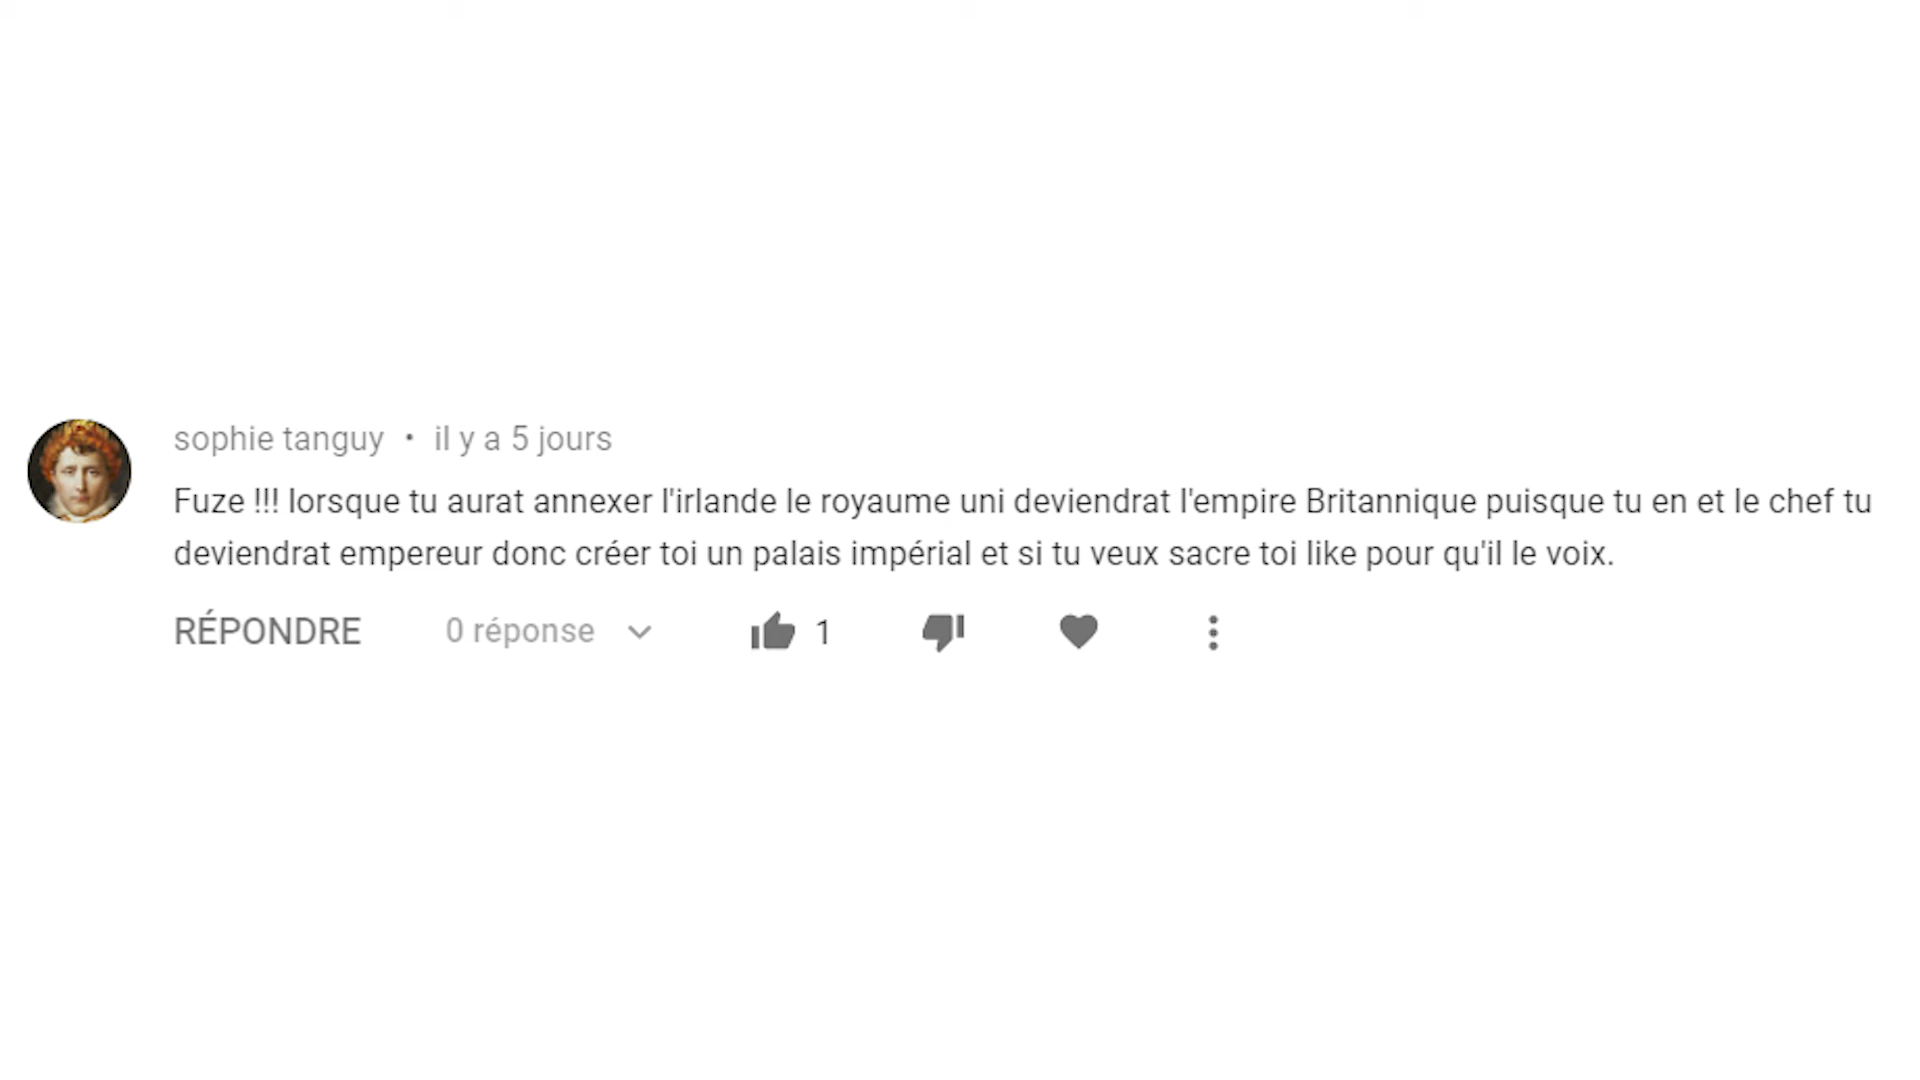 sophie tanguy • il y a 5 jours
Fuze !!! lorsque tu aurat annexer l'irlande le royaume uni deviendrat l'empire Britannique puisque tu en et le chef tu
deviendrat empereur donc créer toi un palais impérial et si tu veux sacre toi like pour qu'il le voix.
RÉPONDRE 0 réponse 1